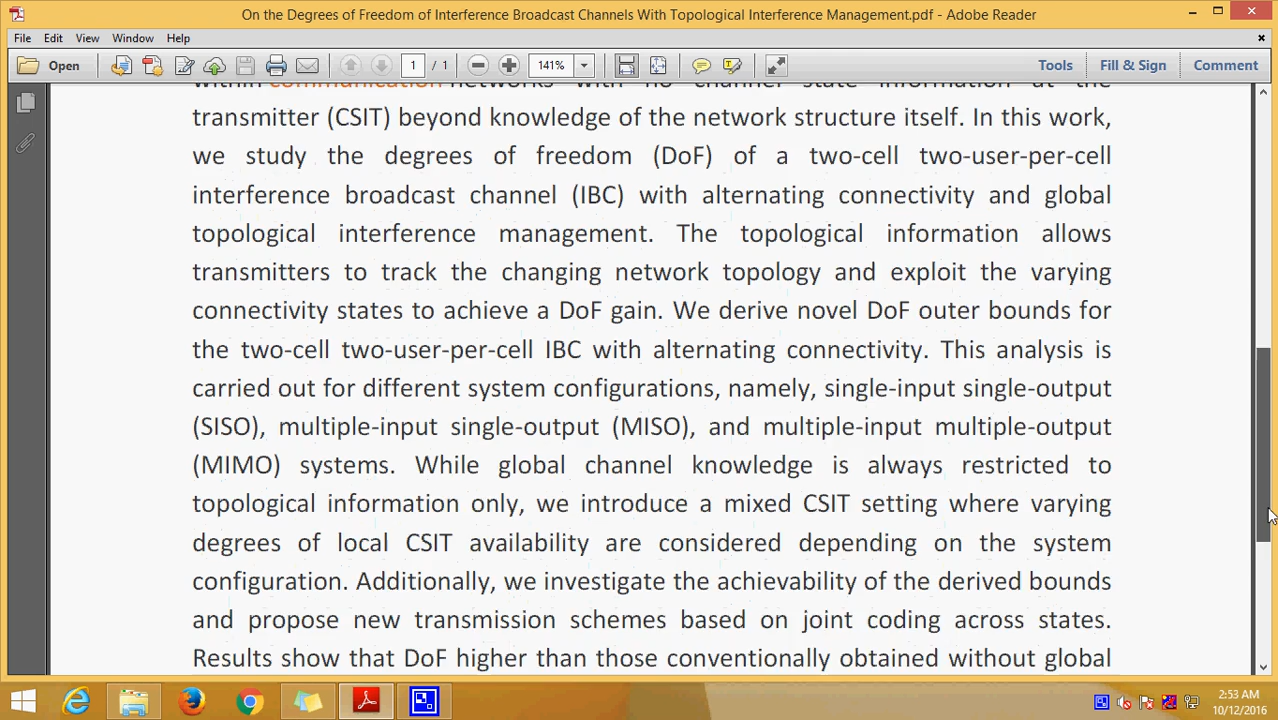 On the Degrees of Freedom of Interference Broadcast Channels With Topological Interference Management.pdf - Adobe Reader
File Edit View Window Help
Open 1 / 1 141% Tools Fill & Sign Comment
within communication networks with no channel state information at the
transmitter (CSIT) beyond knowledge of the network structure itself. In this work,
we study the degrees of freedom (DoF) of a two-cell two-user-per-cell
interference broadcast channel (IBC) with alternating connectivity and global
topological interference management. The topological information allows
transmitters to track the changing network topology and exploit the varying
connectivity states to achieve a DoF gain. We derive novel DoF outer bounds for
the two-cell two-user-per-cell IBC with alternating connectivity. This analysis is
carried out for different system configurations, namely, single-input single-output
(SISO), multiple-input single-output (MISO), and multiple-input multiple-output
(MIMO) systems. While global channel knowledge is always restricted to
topological information only, we introduce a mixed CSIT setting where varying
degrees of local CSIT availability are considered depending on the system
configuration. Additionally, we investigate the achievability of the derived bounds
and propose new transmission schemes based on joint coding across states.
Results show that DoF higher than those conventionally obtained without global
2:53 AM
10/12/2016